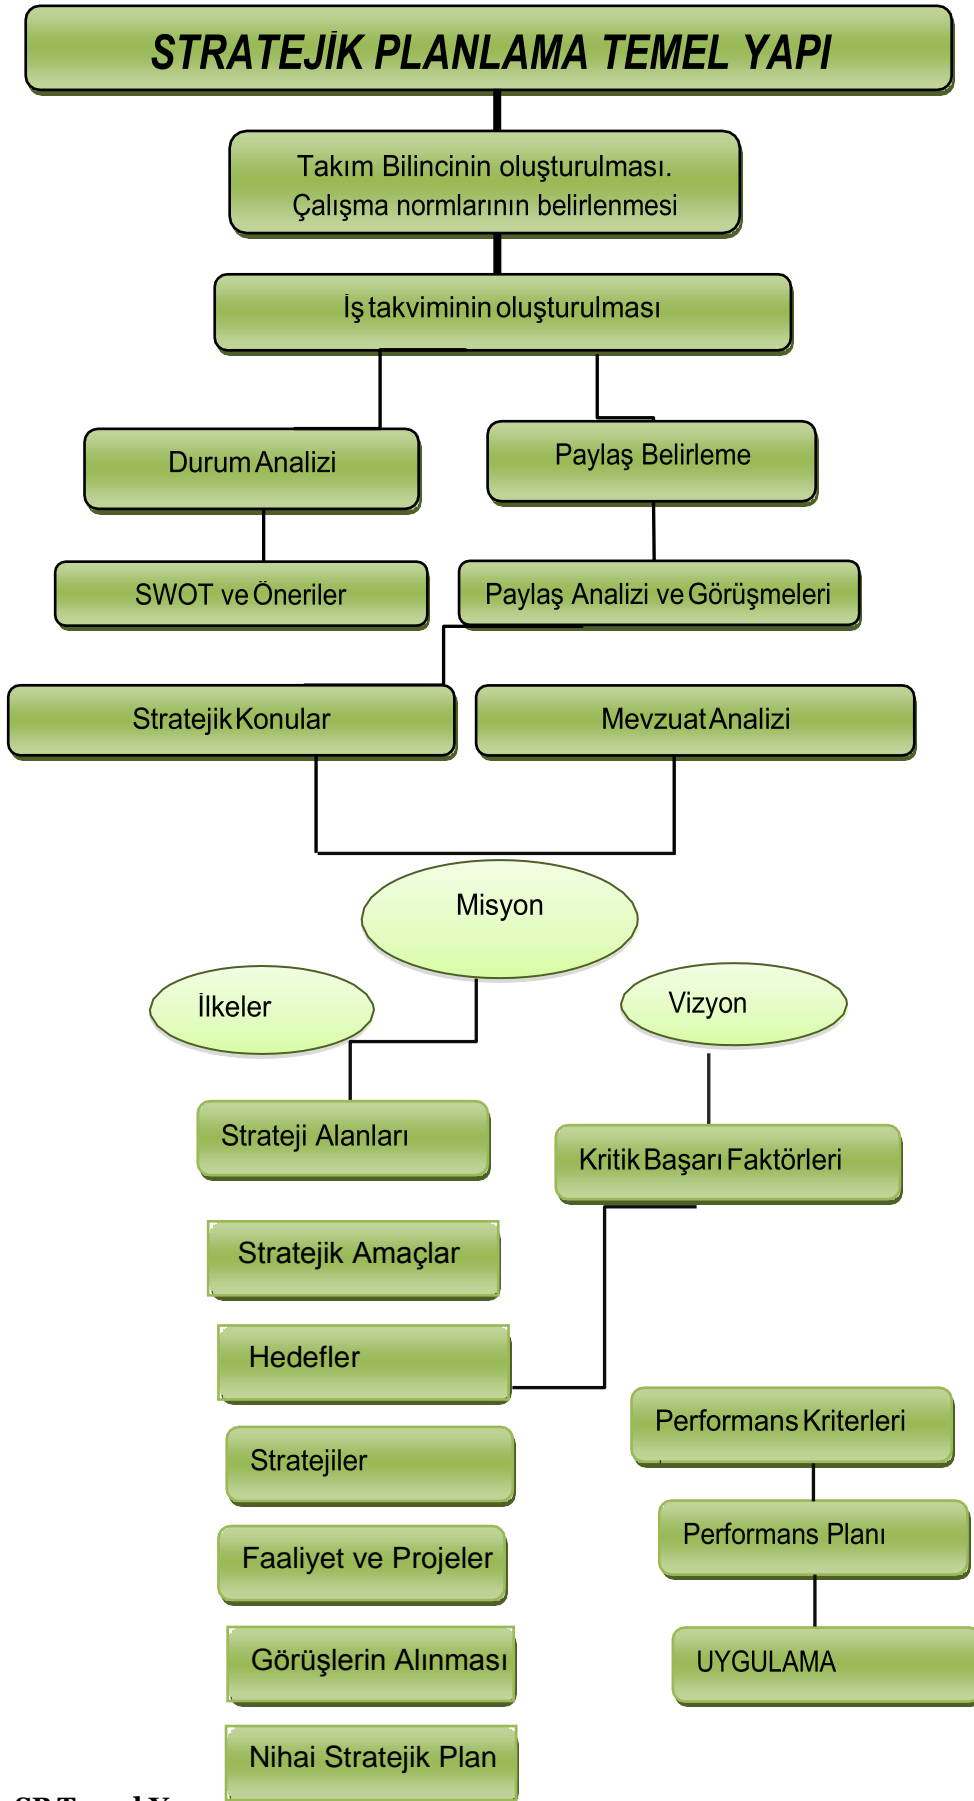 STRATEJİK PLANLAMA TEMEL YAPI
Takım Bilincinin oluşturulması.
Çalışma normlarının belirlenmesi
İş takviminin oluşturulması
Durum Analizi
Paylaş Belirleme
SWOT ve Öneriler
Paylaş Analizi ve Görüşmeleri
Stratejik Konular
Mevzuat Analizi
Misyon
İlkeler
Vizyon
Strateji Alanları
Kritik Başarı Faktörleri
Stratejik Amaçlar
Hedefler
Performans Kriterleri
Stratejiler
Performans Planı
Faaliyet ve Projeler
Görüşlerin Alınması
UYGULAMA
Nihai Stratejik Plan